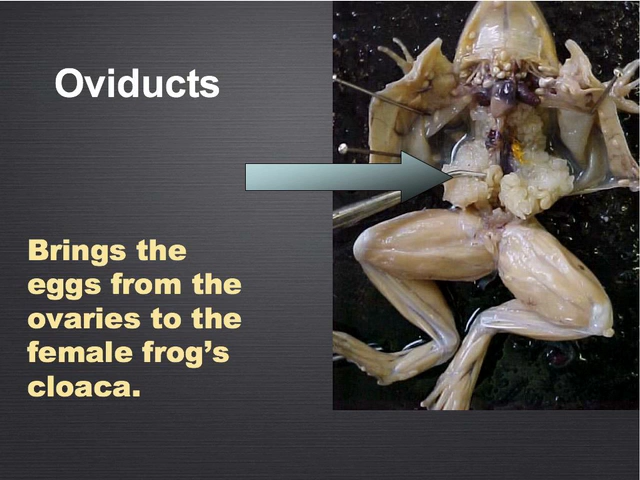 Oviducts
Brings the
eggs from the
ovaries to the
female frog’s
cloaca.